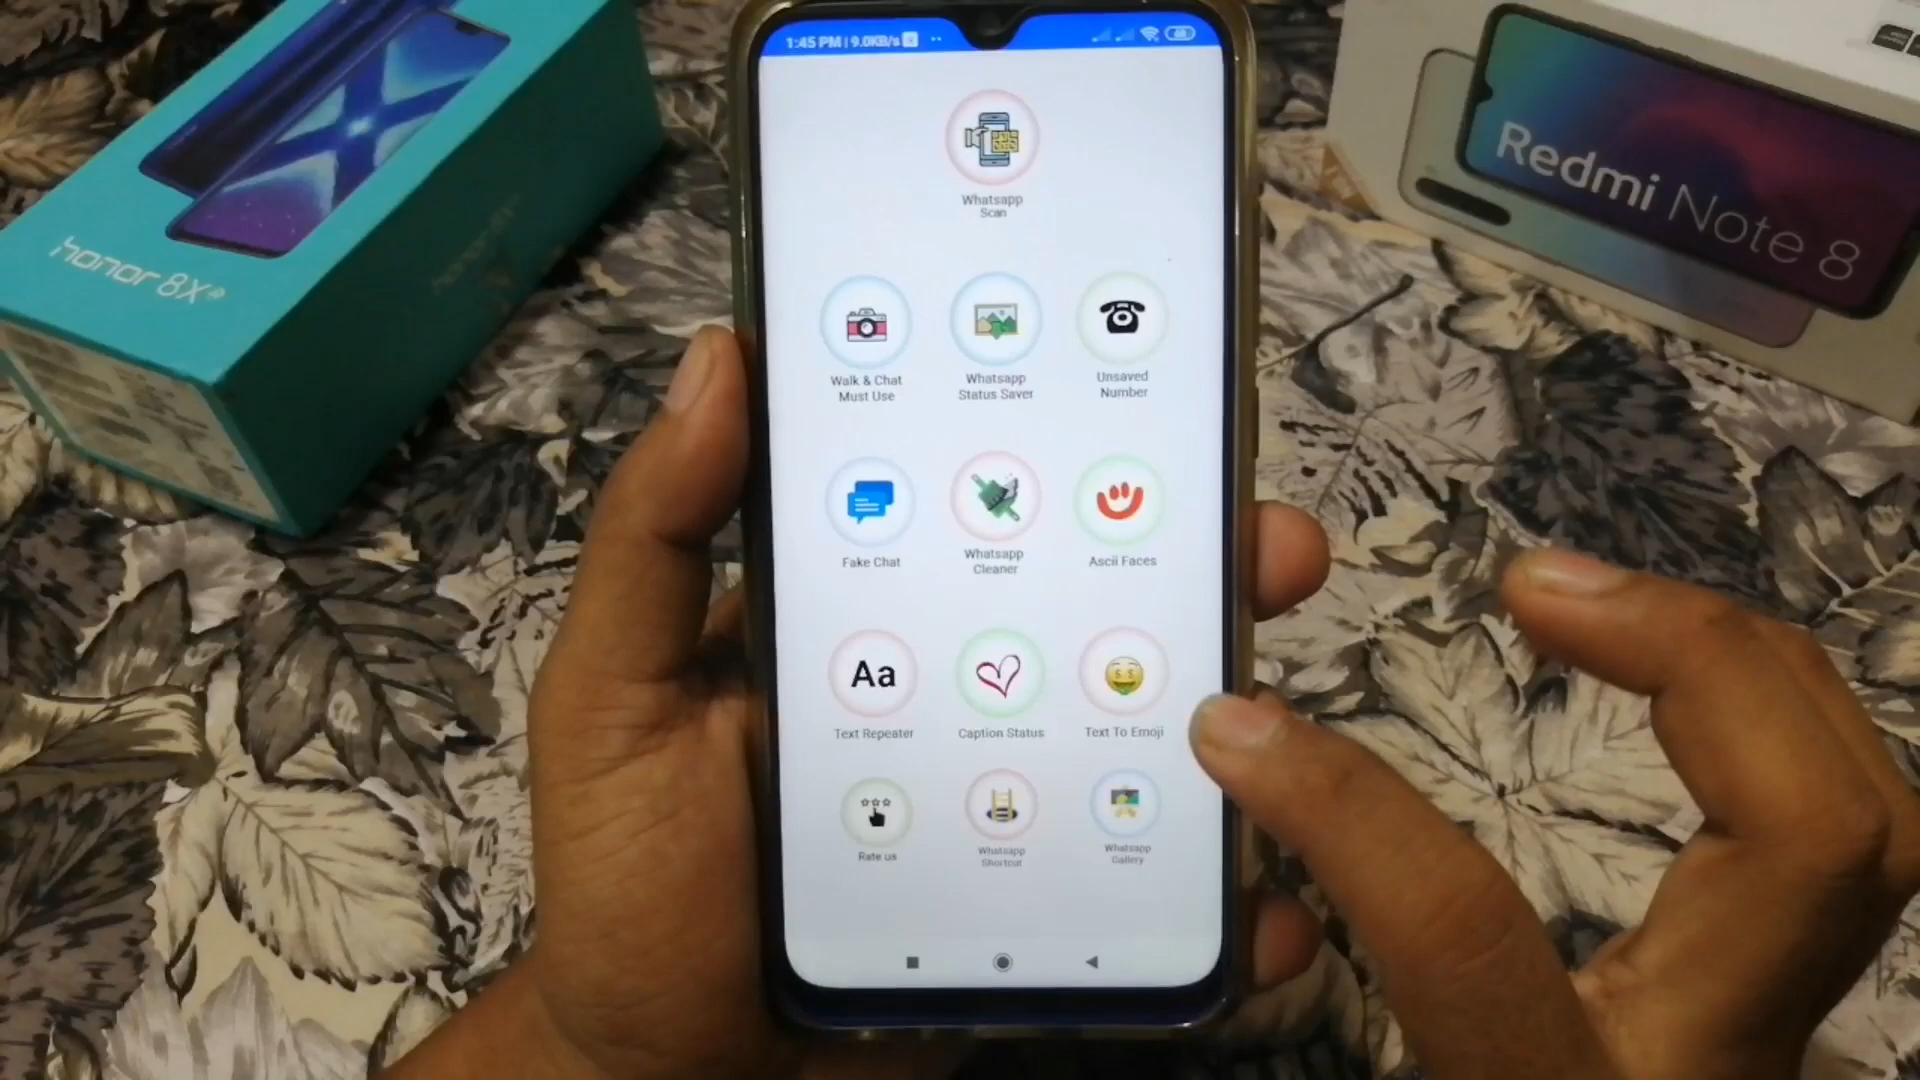 1:45 PM | 9.0KB/s
68
Whatsapp
Scan
Walk & Chat
Must Use
Whatsapp
Status Saver
Unsaved
Number
Fake Chat
Whatsapp
Cleaner
Ascii Faces
Aa
Text Repeater
Caption Status
Text To Emoji
Rate us
Whatsapp
Shortcut
Whatsapp
Gallery
honor 8X
Redmi Note 8